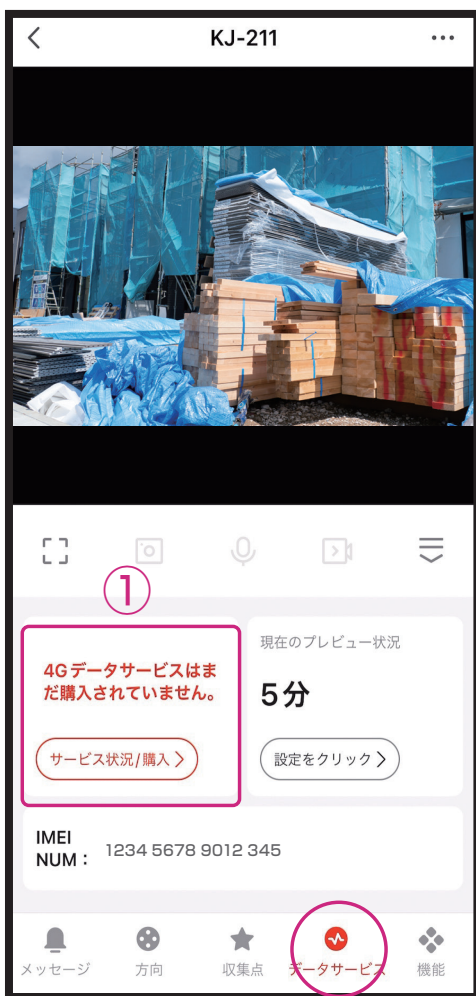 KJ-211
①
4Gデータサービスはま
だ購入されていません。
サービス状況/購入
現在のプレビュー状況
5分
設定をクリック
IMEI
NUM：
1234 5678 9012 345
メッセージ
方向
収集点
データサービス
機能